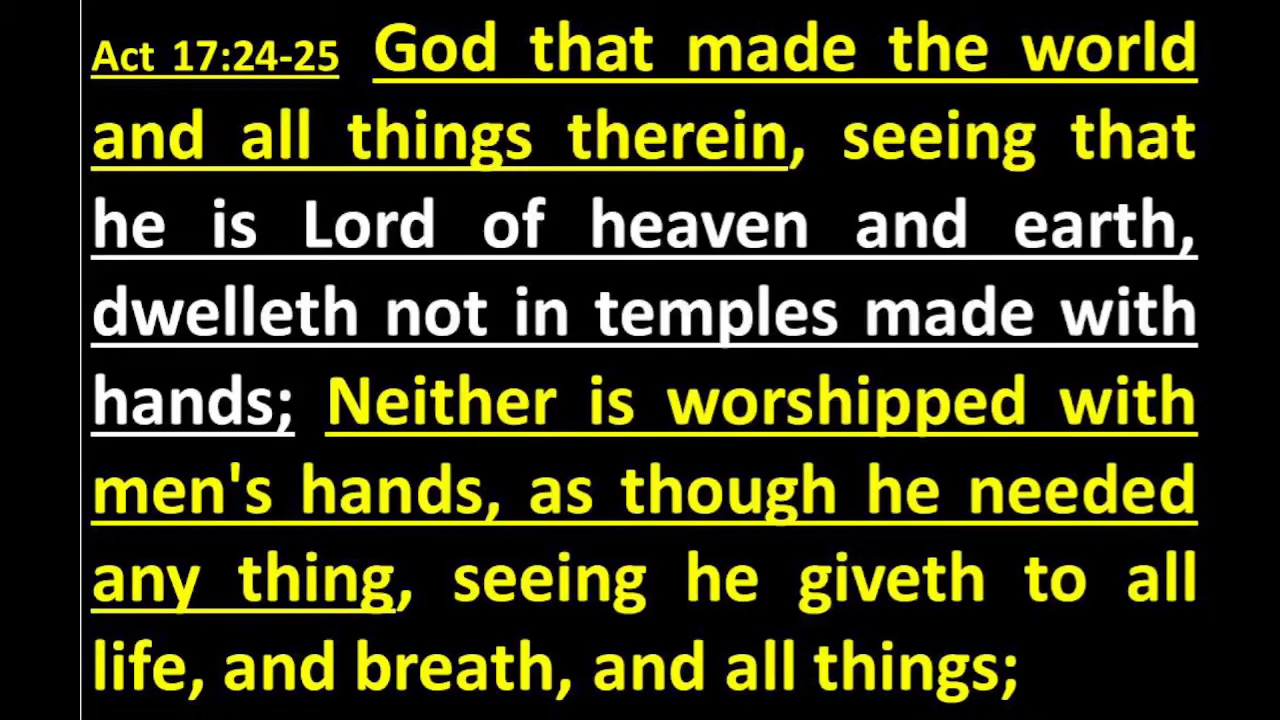 Act 17:24-25 God that made the world
and all things therein, seeing that
he is Lord of heaven and earth,
dwelleth not in temples made with
hands; Neither is worshipped with
men's hands, as though he needed
any thing, seeing he giveth to all
life, and breath, and all things;